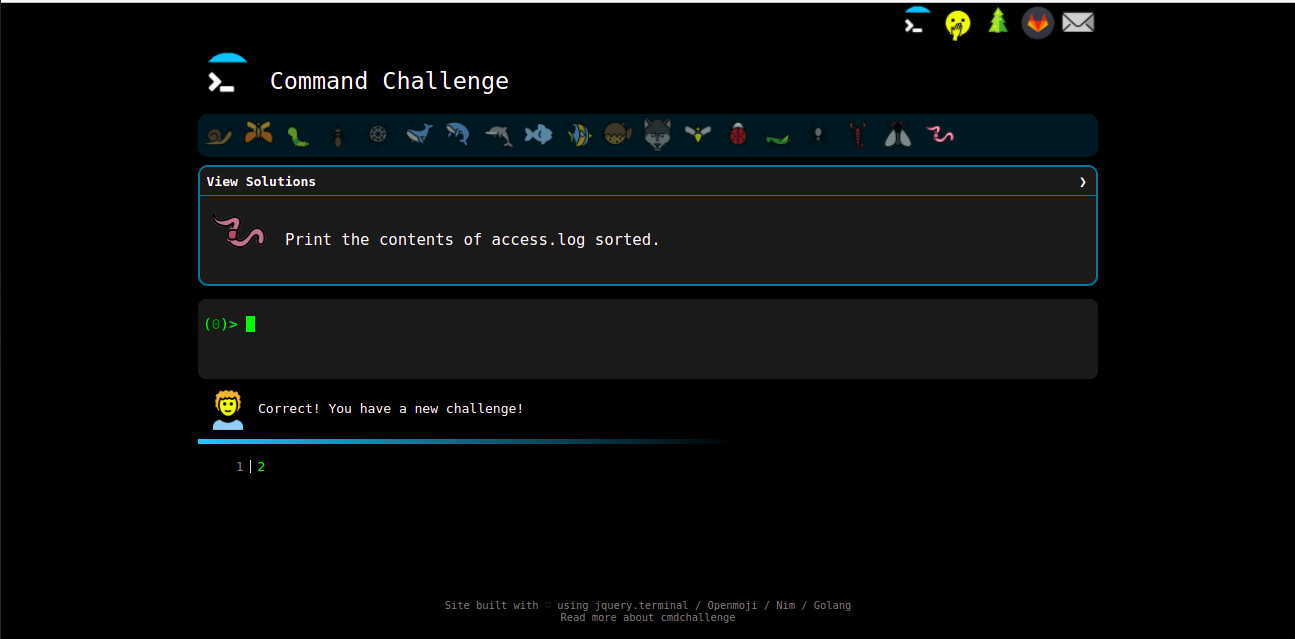 Command Challenge
View Solutions ❯
Print the contents of access.log sorted.
(0)>
Correct! You have a new challenge!
1 2
Site built with ♡ using jquery.terminal / Openmoji / Nim / Golang
Read more about cmdchallenge